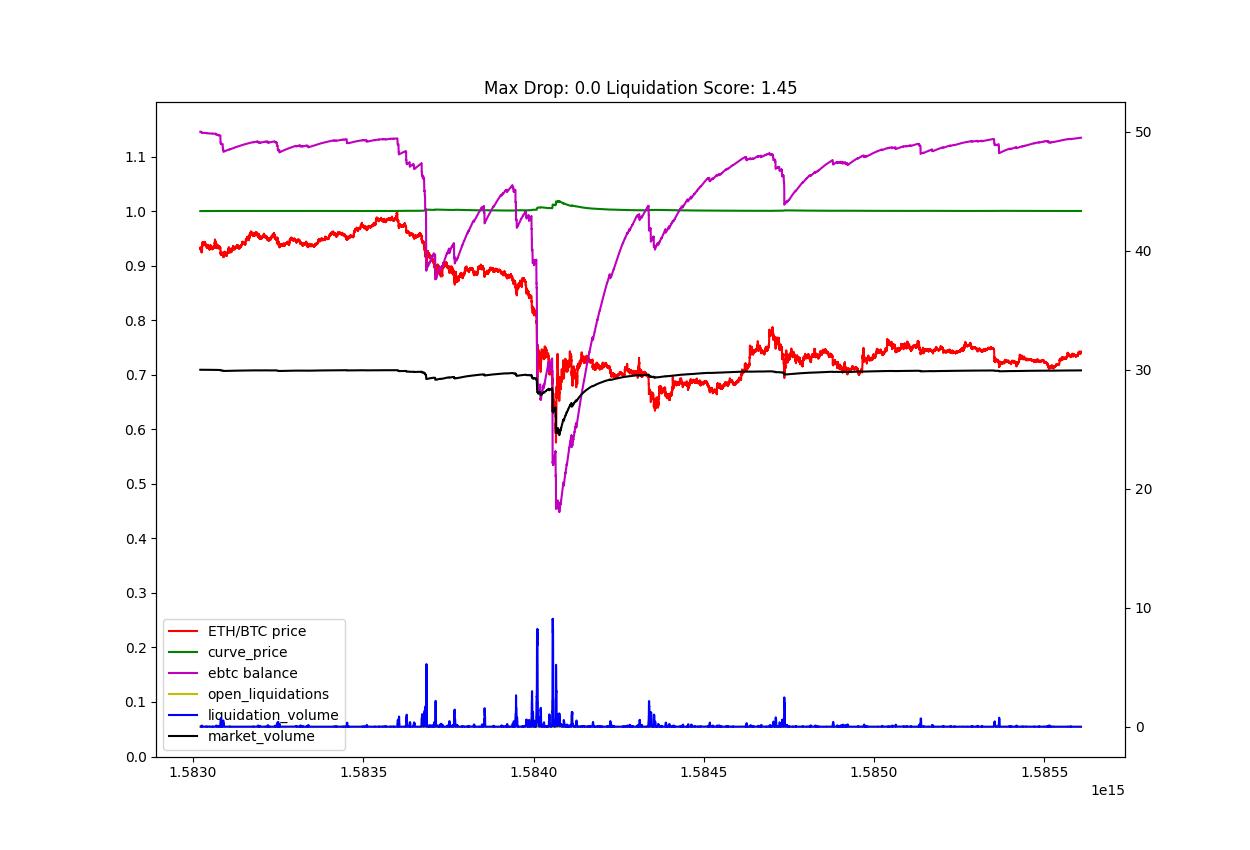 Max Drop: 0.0 Liquidation Score: 1.45
1.1
1.0
0.9
0.8
0.7
0.6
0.5
0.4
0.3
0.2
0.1
0.0
50
40
30
20
10
0
ETH/BTC price
curve_price
ebtc balance
open_liquidations
liquidation_volume
market_volume
1.5830 1.5835 1.5840 1.5845 1.5850 1.5855
1e15